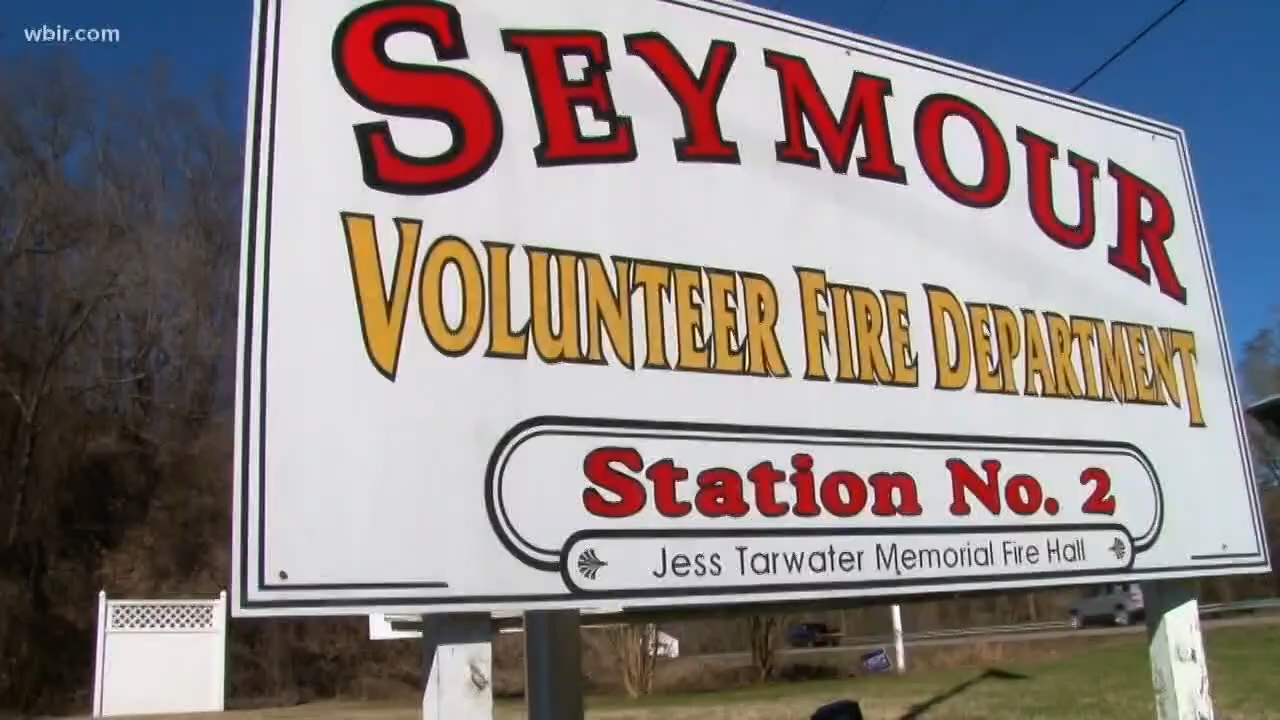 wbir.com
SEYMOUR
VOLUNTEER FIRE DEPARTMENT
Station No. 2
Jess Tarwater Memorial Fire Hall